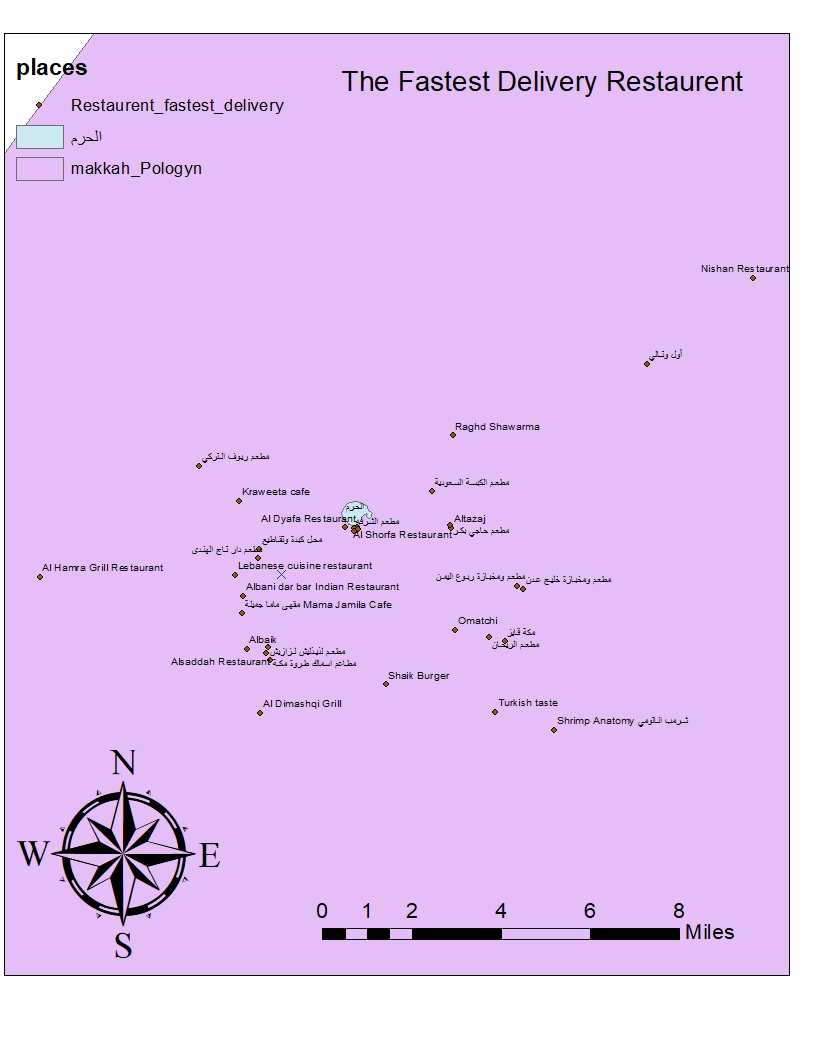 places
The Fastest Delivery Restaurent
Restaurent_fastest_delivery
الحرم
makkah_Pologyn
Nishan Restaurant
أول وتالي
Raghd Shawarma
مطعم ريوف التركي
مطعم الكبسة السعودية
Kraweeta cafe
الحرم
Al Dyafa Restaurant
مطعم الشرفة
Altazaj
Al Shorfa Restaurant
مطعم حاجي بكر
محل كبدة وتقاطيع
مطعم دار تاج الهندى
Lebanese cuisine restaurant
Al Hamra Grill Restaurant
مطعم ومخبازة ربوع اليمن
مطعم ومخبازة خليج عدن
Albani dar bar Indian Restaurant
مقهى ماما جميلة Mama Jamila Cafe
Omatchi
مكة فايز
Albaik
مطعم الريحان
مطعم لذيذليش لزازيش
Alsaddah Restaurant
مطاعم اسماك طروة مكة
Shaik Burger
Al Dimashqi Grill
Turkish taste
Shrimp Anatomy شرمب اناتومي
N
W
E
S
0 1 2 4 6 8
Miles